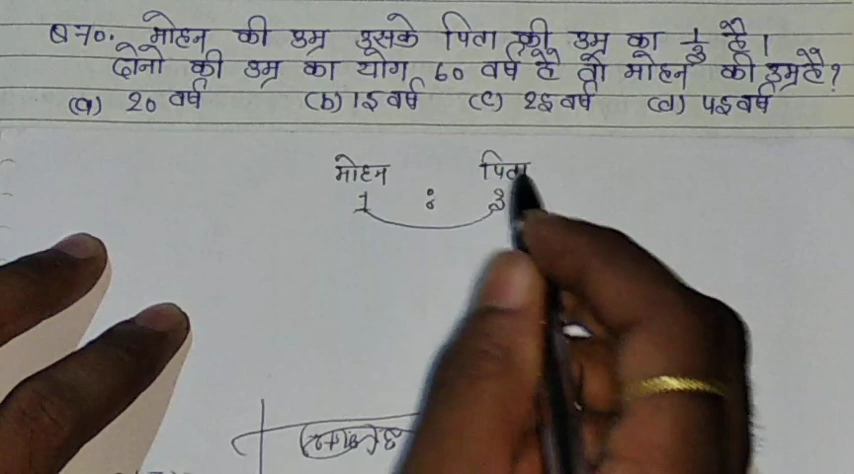 प्र10. मोहन की उम्र उसके पिता की उम्र का 1/3 है।
दोनों की उम्र का योग 60 वर्ष है तो मोहन की उम्र है?
(a) 20 वर्ष (b) 15 वर्ष (c) 25 वर्ष (d) 45 वर्ष
मोहन पिता
1 : 3